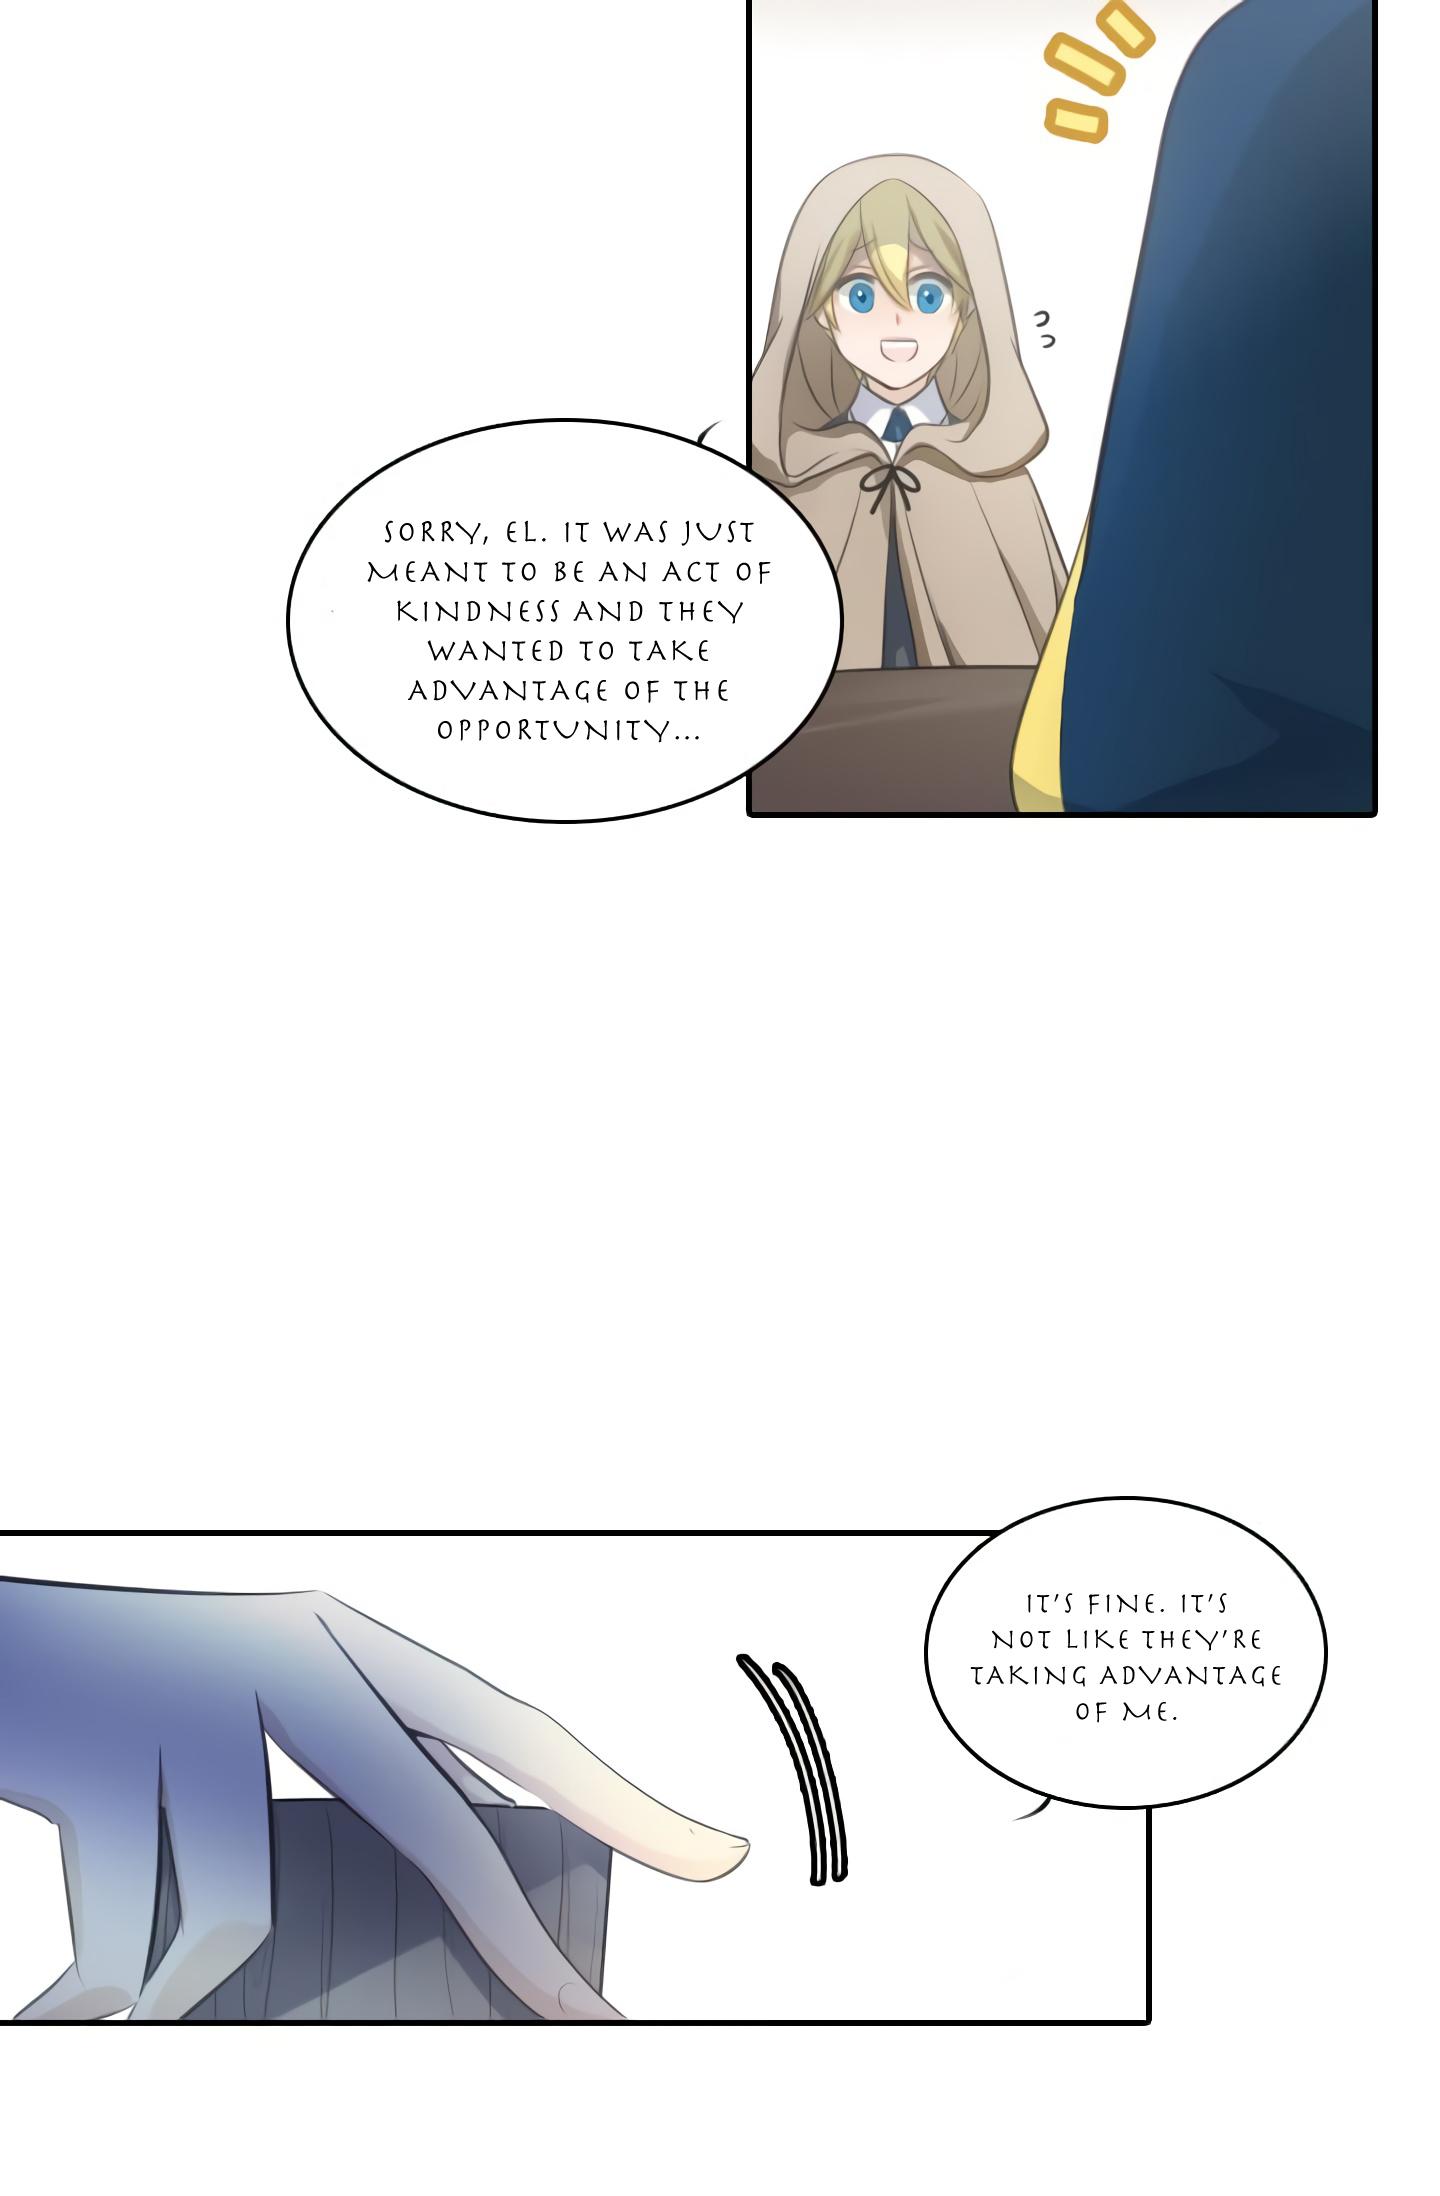 SORRY, EL. IT WAS JUST
MEANT TO BE AN ACT OF
KINDNESS AND THEY
WANTED TO TAKE
ADVANTAGE OF THE
OPPORTUNITY...
IT'S FINE. IT'S
NOT LIKE THEY'RE
TAKING ADVANTAGE
OF ME.